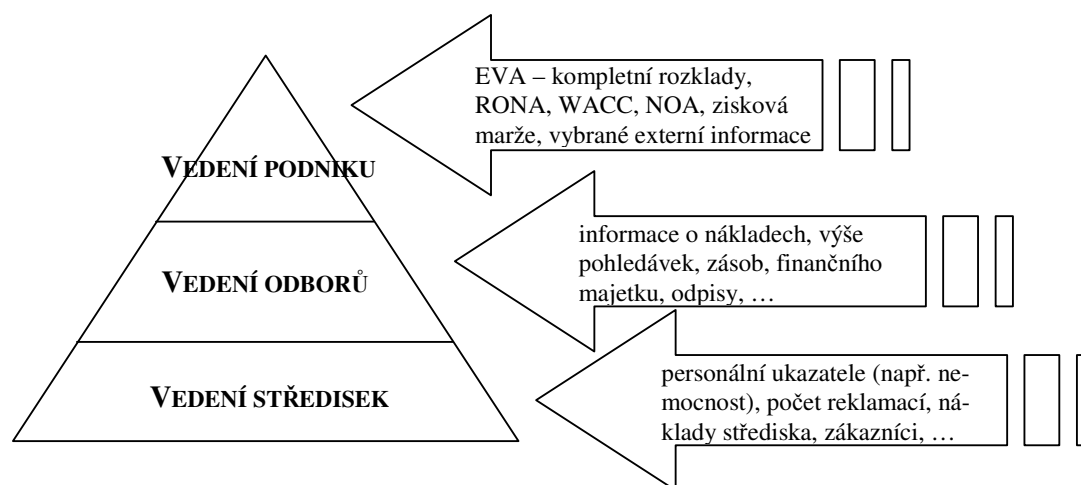 EVA – kompletní rozklady,
RONA, WACC, NOA, zisková
marže, vybrané externí informace
VEDENÍ PODNIKU
informace o nákladech, výše
pohledávek, zásob, finančního
majetku, odpisy, …
VEDENÍ ODBORŮ
personální ukazatele (např. ne-
mocnost), počet reklamací, ná-
klady střediska, zákazníci, …
VEDENÍ STŘEDISEK